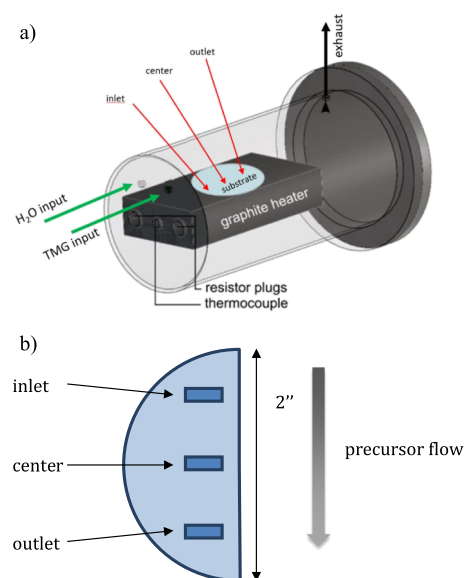 a)
exhaust
outlet
center
inlet
substrate
graphite heater
H₂O input
TMG input
resistor plugs
thermocouple
b)
inlet
2’’
precursor flow
center
outlet